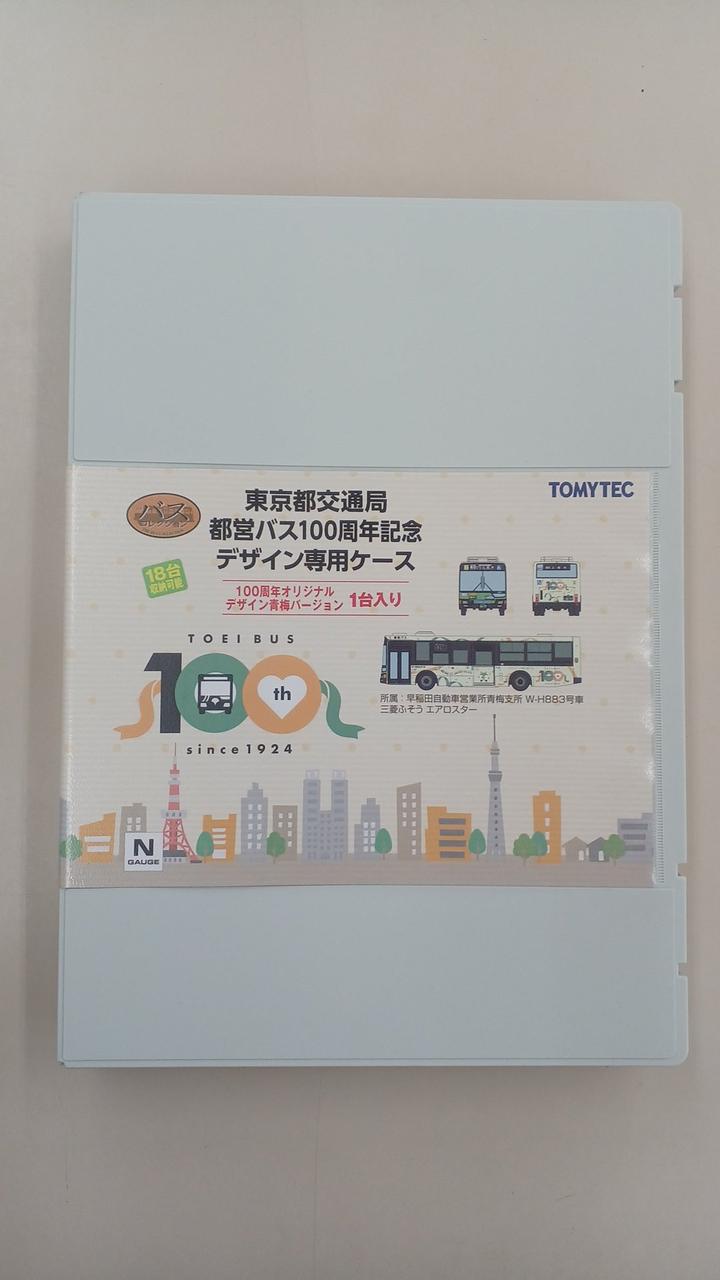 バス
コレクション
東京都交通局
都営バス100周年記念
デザイン専用ケース
TOMYTEC
18台
収納可能
100周年オリジナル
デザイン青梅バージョン 1台入り
TOEI BUS
100th
since 1924
所属：早稲田自動車営業所青梅支所 W-H883号車
三菱ふそう エアロスター
N
GAUGE